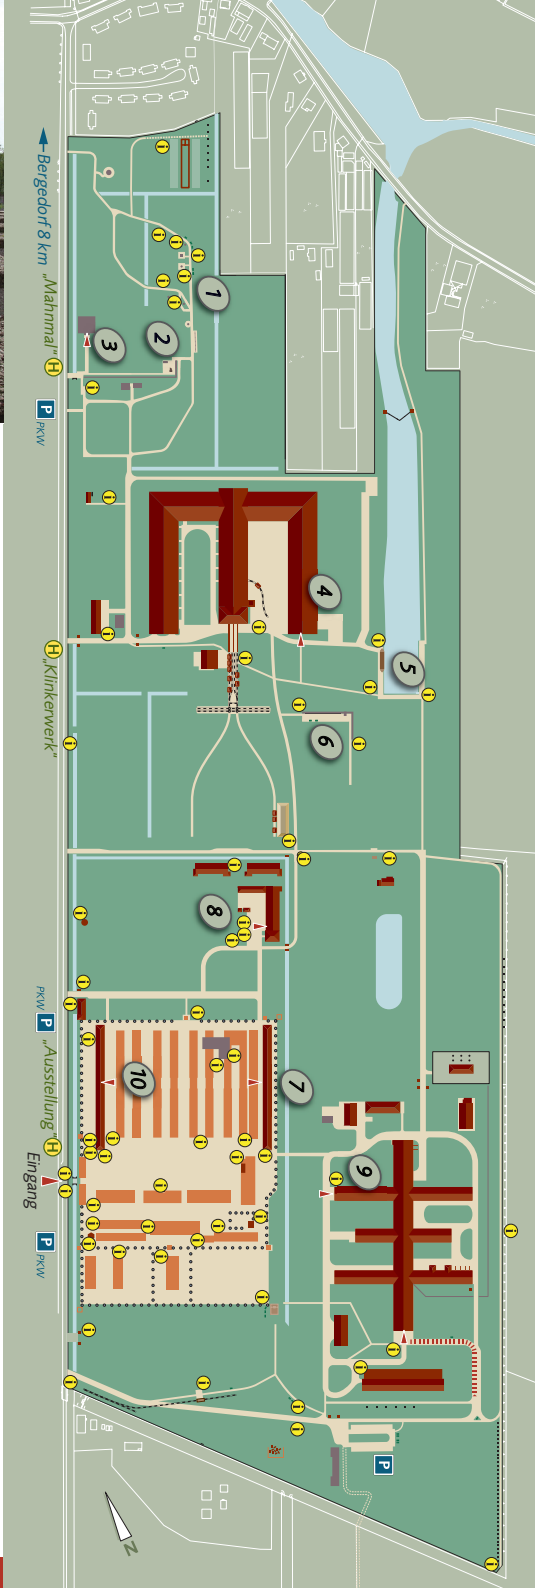 Bergedorf 8 km
„Mahnmal“ H
P PKW
1
2
3
4
5
H „Klinkerwerk“
6
8
7
10
9
PKW P
„Ausstellung“ H
Eingang
P PKW
P
N